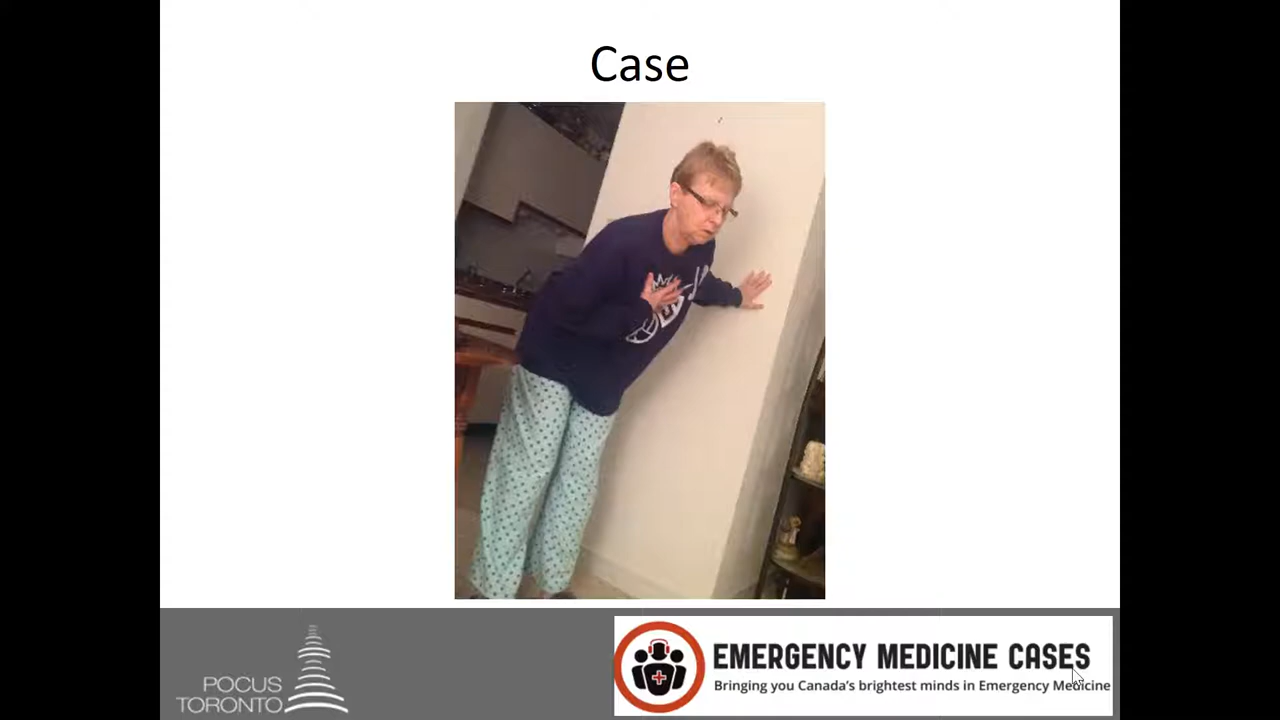 Case
POCUS
TORONTO
EMERGENCY MEDICINE CASES
Bringing you Canada's brightest minds in Emergency Medicine